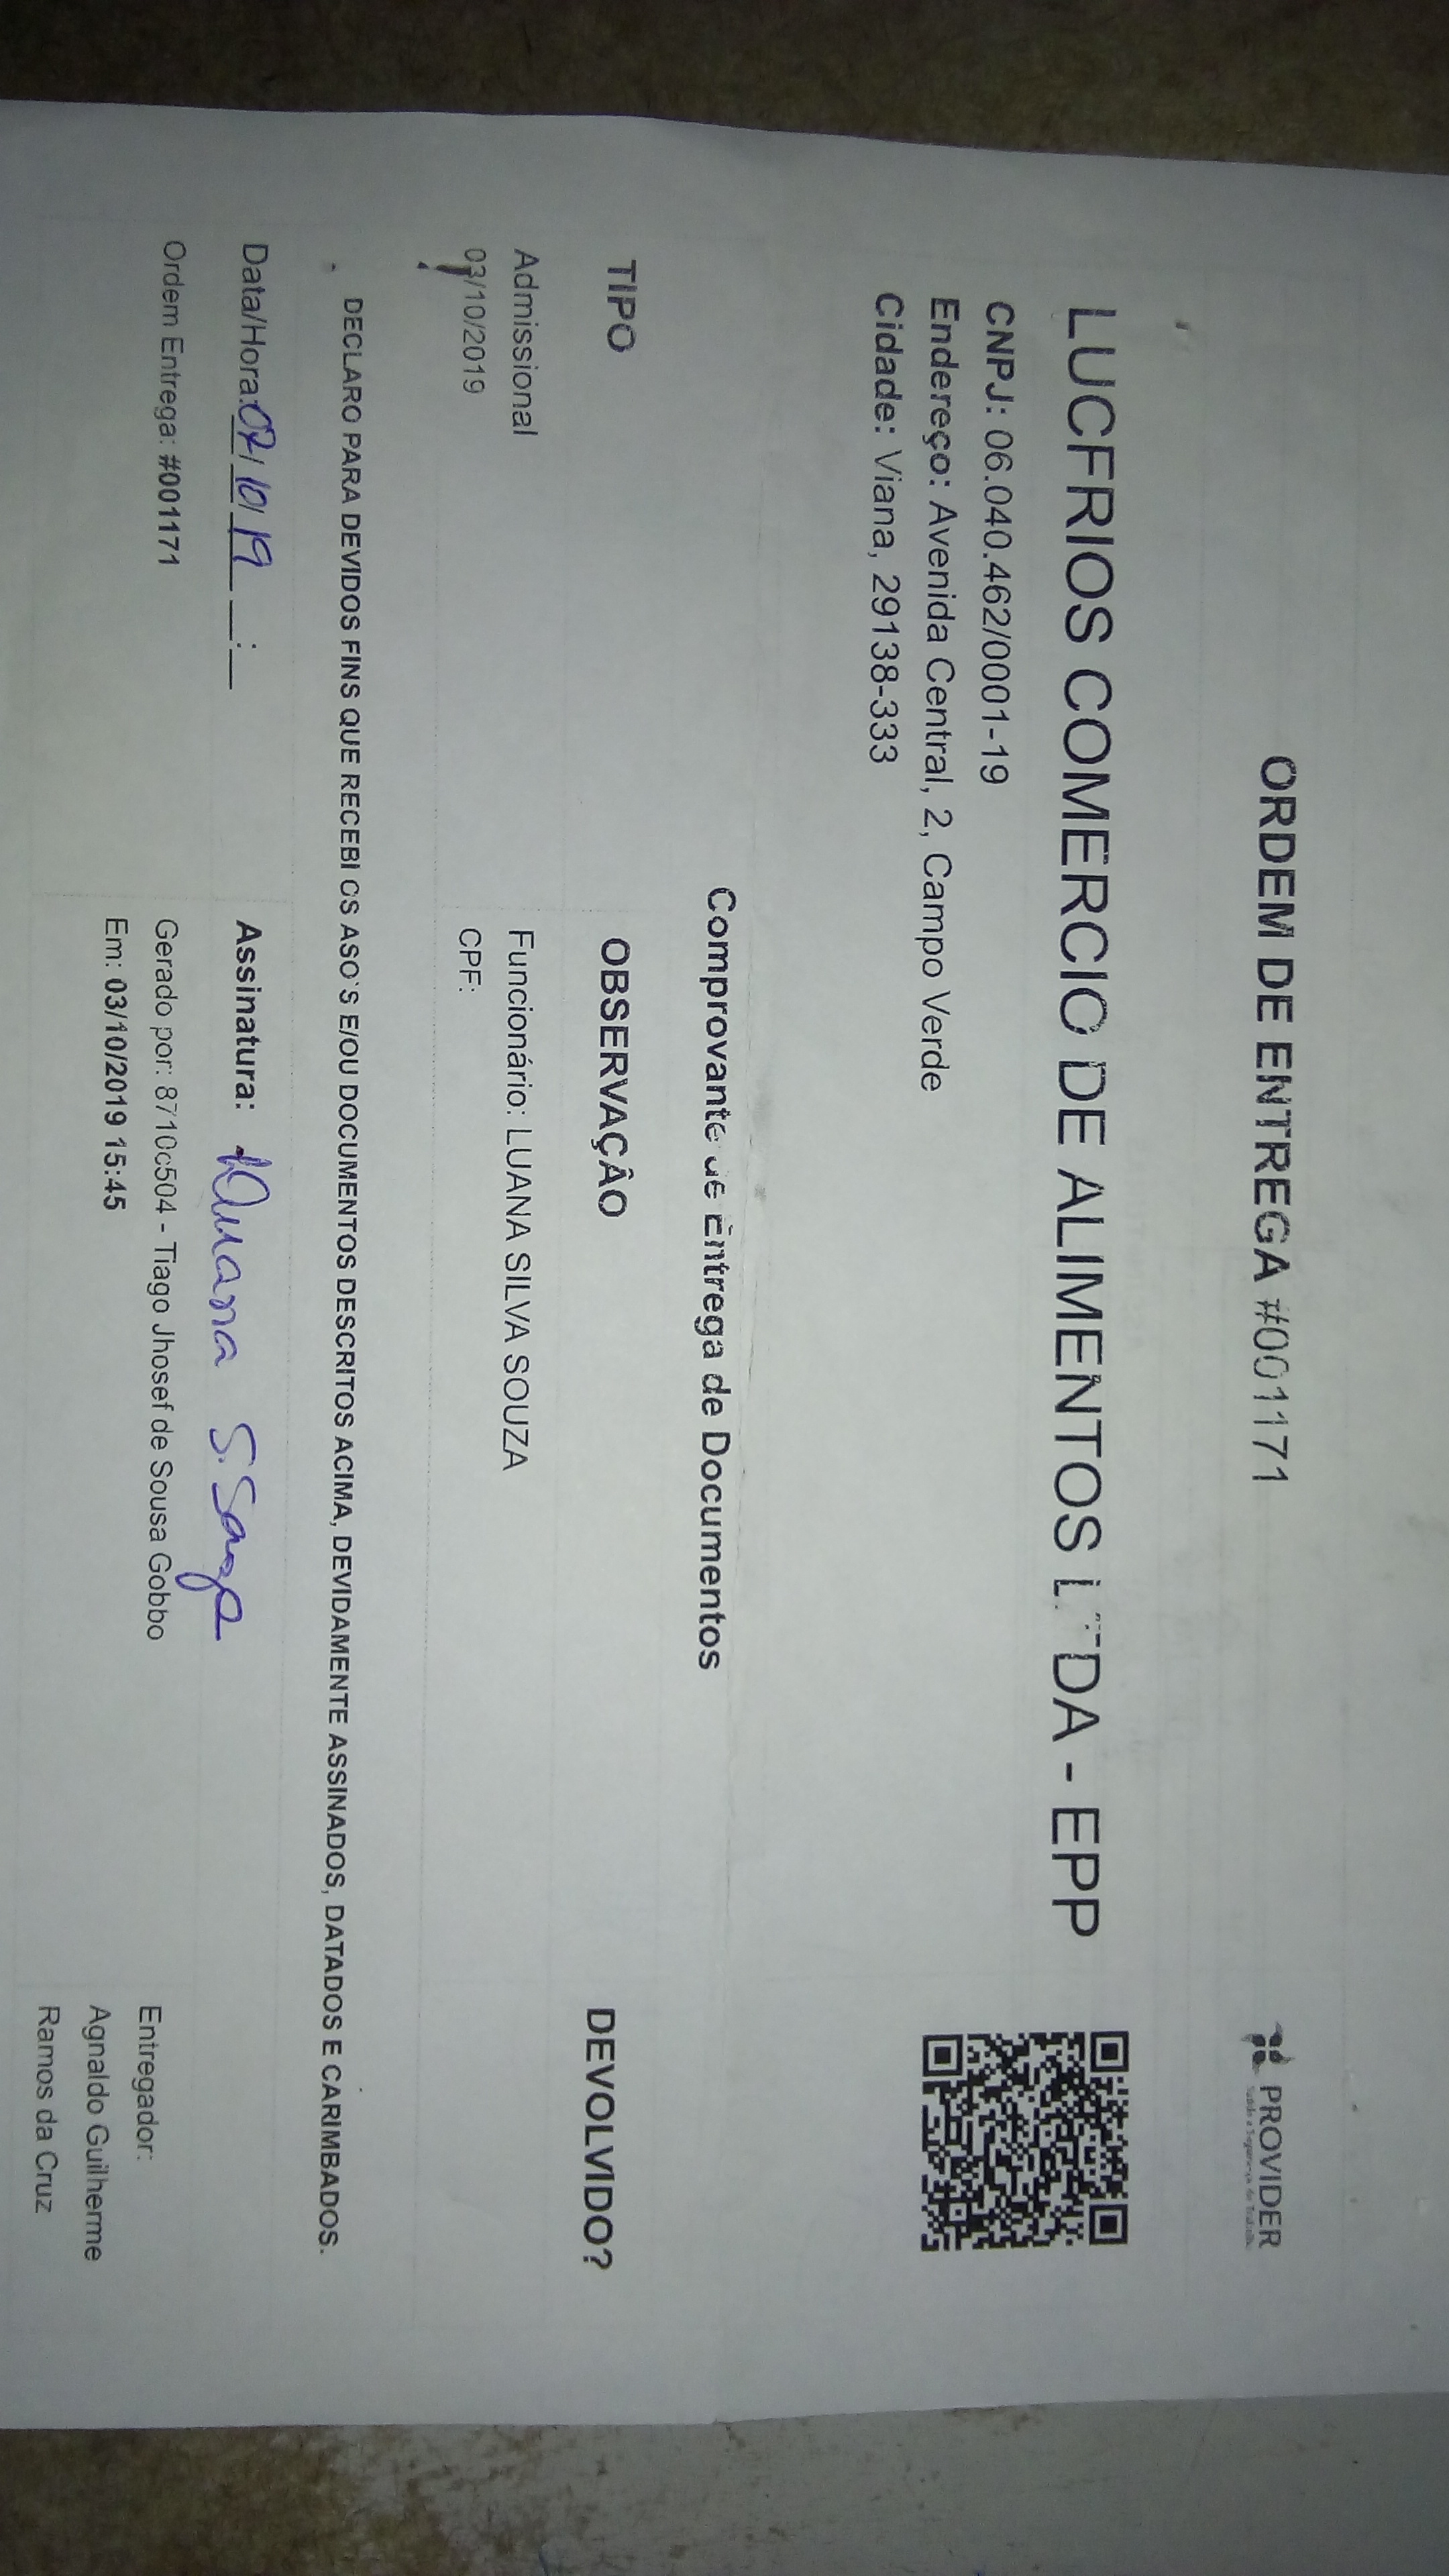 ORDEM DE ENTREGA #001171
PROVIDER
LUCFRIOS COMERCIO DE ALIMENTOS LTDA - EPP
CNPJ: 06.040.462/0001-19
Endereço: Avenida Central, 2, Campo Verde
Cidade: Viana, 29138-333
Comprovante de Entrega de Documentos
TIPO OBSERVAÇÃO DEVOLVIDO?
Admissional Funcionário: LUANA SILVA SOUZA
03/10/2019 CPF:
DECLARO PARA DEVIDOS FINS QUE RECEBI OS ASO`S E/OU DOCUMENTOS DESCRITOS ACIMA, DEVIDAMENTE ASSINADOS, DATADOS E CARIMBADOS.
Data/Hora: 07/10/19 __:__ Assinatura: Luana S. Souza
Ordem Entrega: #001171 Gerado por: 8710c504 - Tiago Jhosef de Sousa Gobbo
Em: 03/10/2019 15:45
Entregador:
Agnaldo Guilherme
Ramos da Cruz